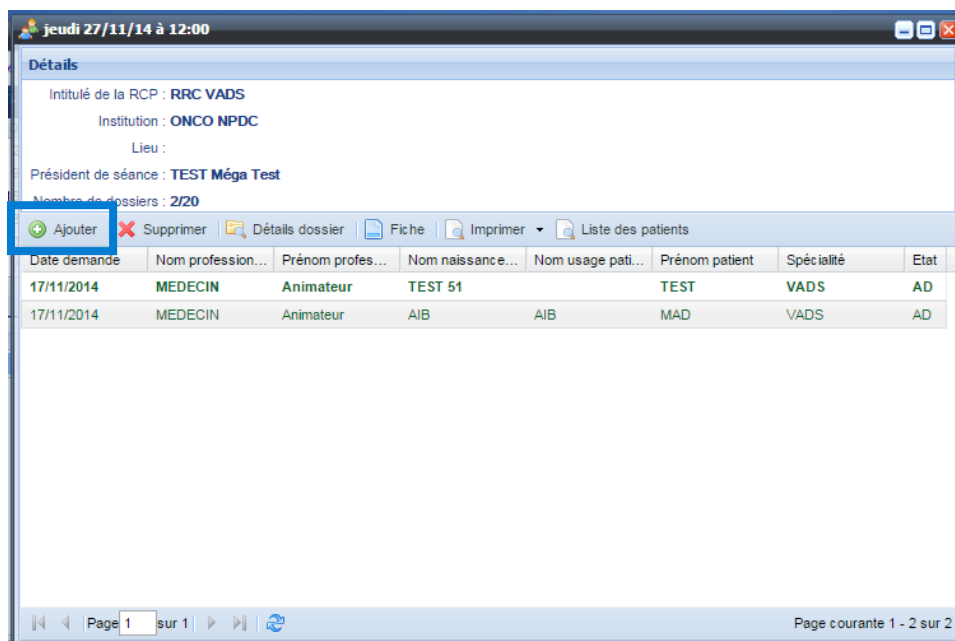 jeudi 27/11/14 à 12:00
Détails
Intitulé de la RCP : RRC VADS
Institution : ONCO NPDC
Lieu :
Président de séance : TEST Méga Test
Nombre de dossiers : 2/20
Ajouter Supprimer Détails dossier Fiche Imprimer Liste des patients
Date demande Nom profession... Prénom profes... Nom naissance... Nom usage pati... Prénom patient Spécialité Etat
17/11/2014 MEDECIN Animateur TEST 51 TEST VADS AD
17/11/2014 MEDECIN Animateur AIB AIB MAD VADS AD
Page 1 sur 1 Page courante 1 - 2 sur 2